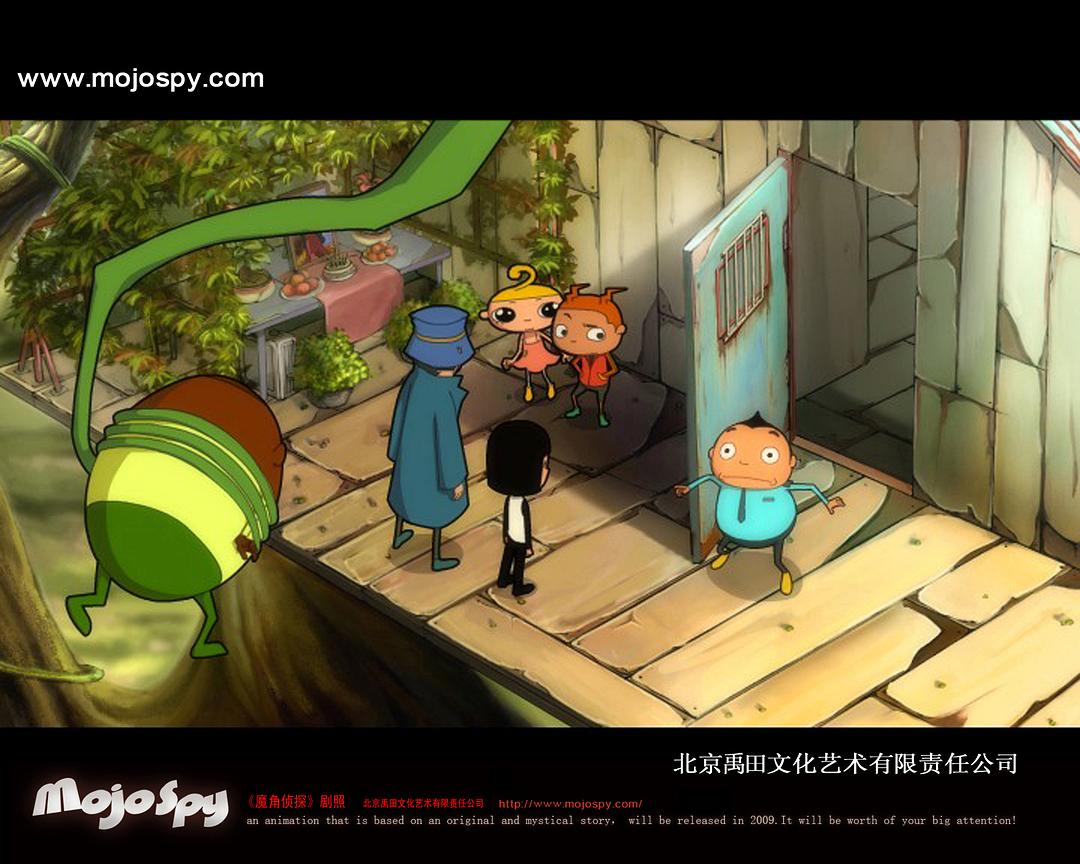 www.mojospy.com
北京禹田文化艺术有限责任公司
MojoSpy
《魔角侦探》剧照 北京禹田文化艺术有限责任公司 http://www.mojospy.com/
an animation that is based on an original and mystical story, will be released in 2009.It will be worth of your big attention!